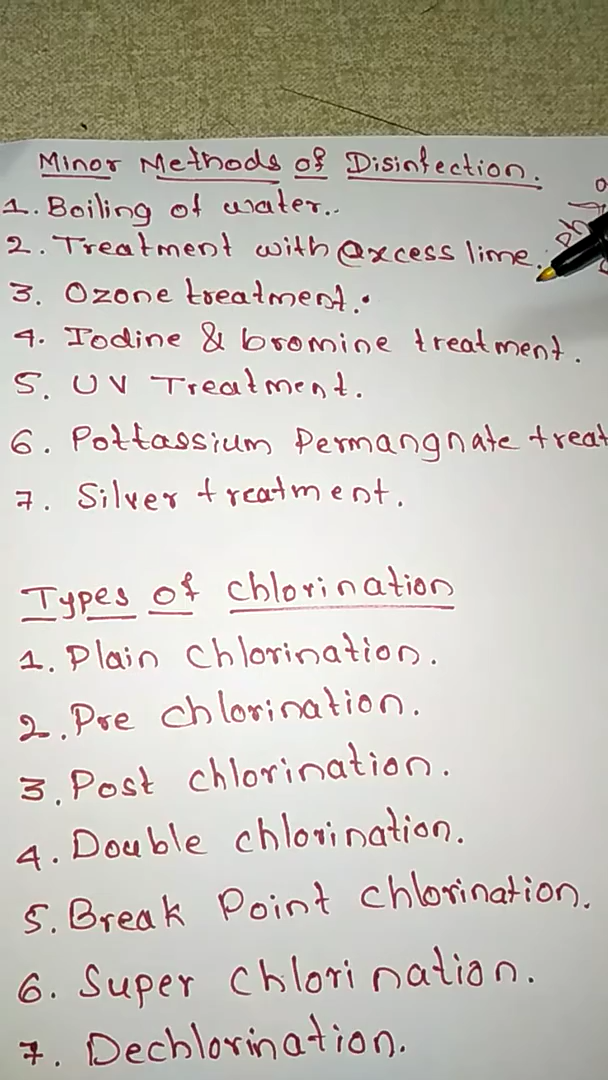 Minor Methods of Disinfection.
1. Boiling of water..
2. Treatment with excess lime.
3. Ozone treatment.
4. Iodine & bromine treatment.
5. UV Treatment.
6. Pottassium Permangnate treat
7. Silver treatment.
Types of chlorination
1. Plain chlorination.
2. Pre chlorination.
3. Post chlorination.
4. Double chlorination.
5. Break Point chlorination.
6. Super chlorination.
7. Dechlorination.